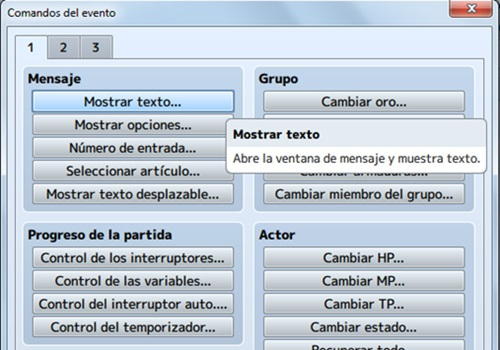 Comandos del evento
1 2 3
Mensaje
Mostrar texto...
Mostrar opciones...
Número de entrada...
Seleccionar artículo...
Mostrar texto desplazable...
Grupo
Cambiar oro...
Mostrar texto
Abre la ventana de mensaje y muestra texto.
Cambiar armaduras...
Cambiar miembro del grupo...
Progreso de la partida
Control de los interruptores...
Control de las variables...
Control del interruptor auto....
Control del temporizador...
Actor
Cambiar HP...
Cambiar MP...
Cambiar TP...
Cambiar estado...
Recuperar todo...